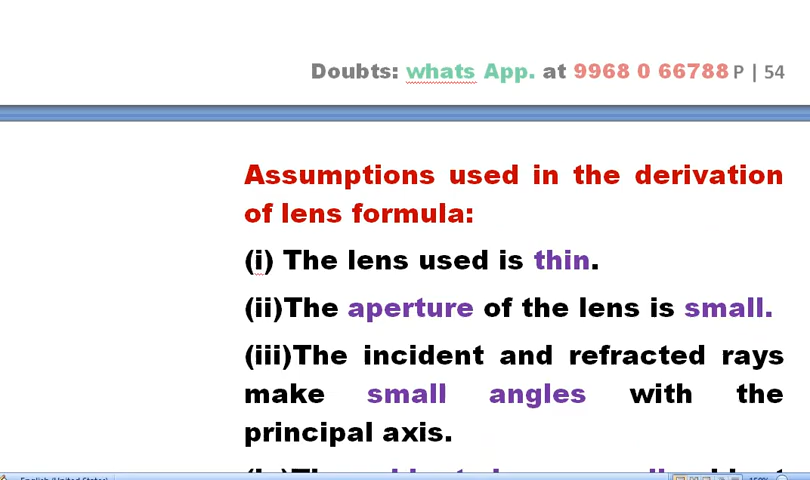 Doubts: whats App. at 9968 0 66788 P | 54
Assumptions used in the derivation
of lens formula:
(i) The lens used is thin.
(ii)The aperture of the lens is small.
(iii)The incident and refracted rays
make small angles with the
principal axis.